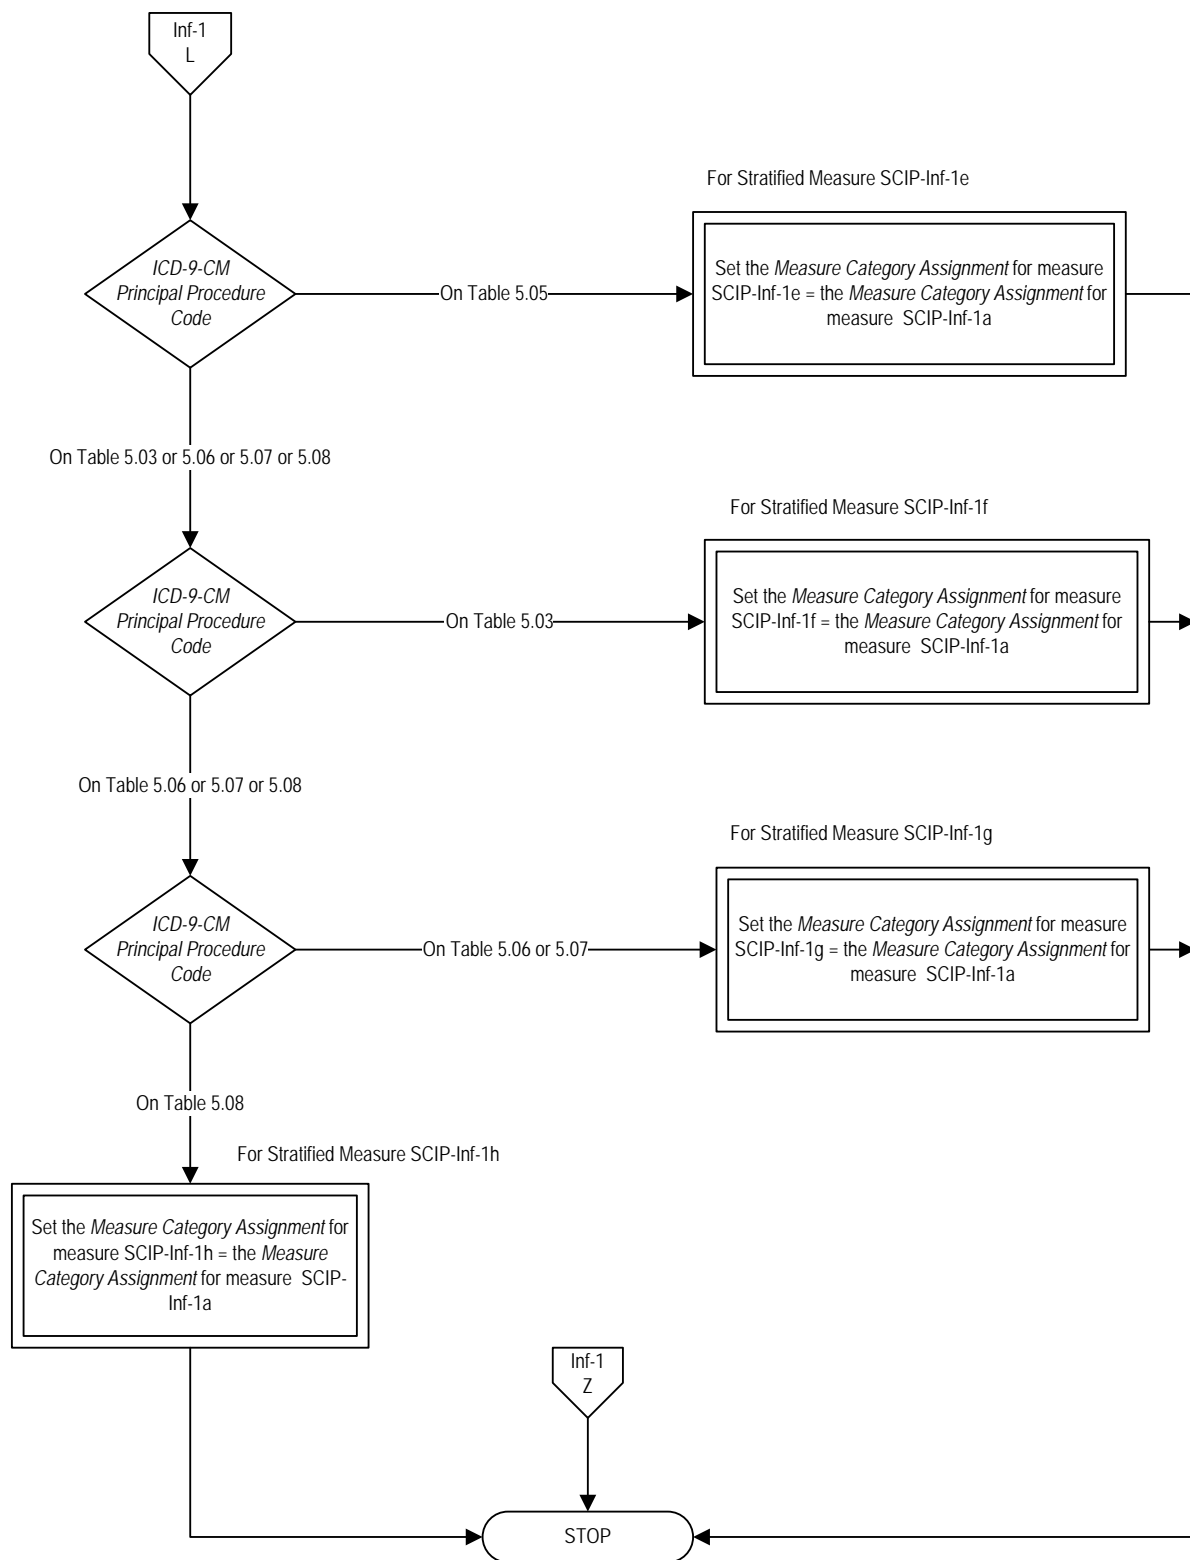 Inf-1
L
For Stratified Measure SCIP-Inf-1e
ICD-9-CM
Principal Procedure
Code
On Table 5.05
Set the Measure Category Assignment for measure
SCIP-Inf-1e = the Measure Category Assignment for
measure SCIP-Inf-1a
On Table 5.03 or 5.06 or 5.07 or 5.08
For Stratified Measure SCIP-Inf-1f
ICD-9-CM
Principal Procedure
Code
On Table 5.03
Set the Measure Category Assignment for measure
SCIP-Inf-1f = the Measure Category Assignment for
measure SCIP-Inf-1a
On Table 5.06 or 5.07 or 5.08
For Stratified Measure SCIP-Inf-1g
ICD-9-CM
Principal Procedure
Code
On Table 5.06 or 5.07
Set the Measure Category Assignment for measure
SCIP-Inf-1g = the Measure Category Assignment for
measure SCIP-Inf-1a
On Table 5.08
For Stratified Measure SCIP-Inf-1h
Set the Measure Category Assignment for
measure SCIP-Inf-1h = the Measure
Category Assignment for measure SCIP-
Inf-1a
Inf-1
Z
STOP